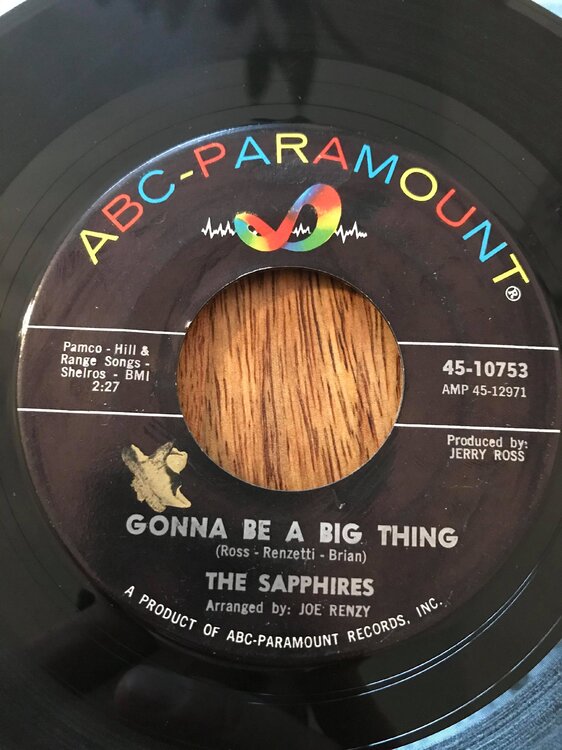 ABC-PARAMOUNT®
Pamco - Hill &
Range Songs -
Shelros - BMI
2:27
45-10753
AMP 45-12971
Produced by:
JERRY ROSS
GONNA BE A BIG THING
(Ross - Renzetti - Brian)
THE SAPPHIRES
Arranged by: JOE RENZY
A PRODUCT OF ABC-PARAMOUNT RECORDS, INC.